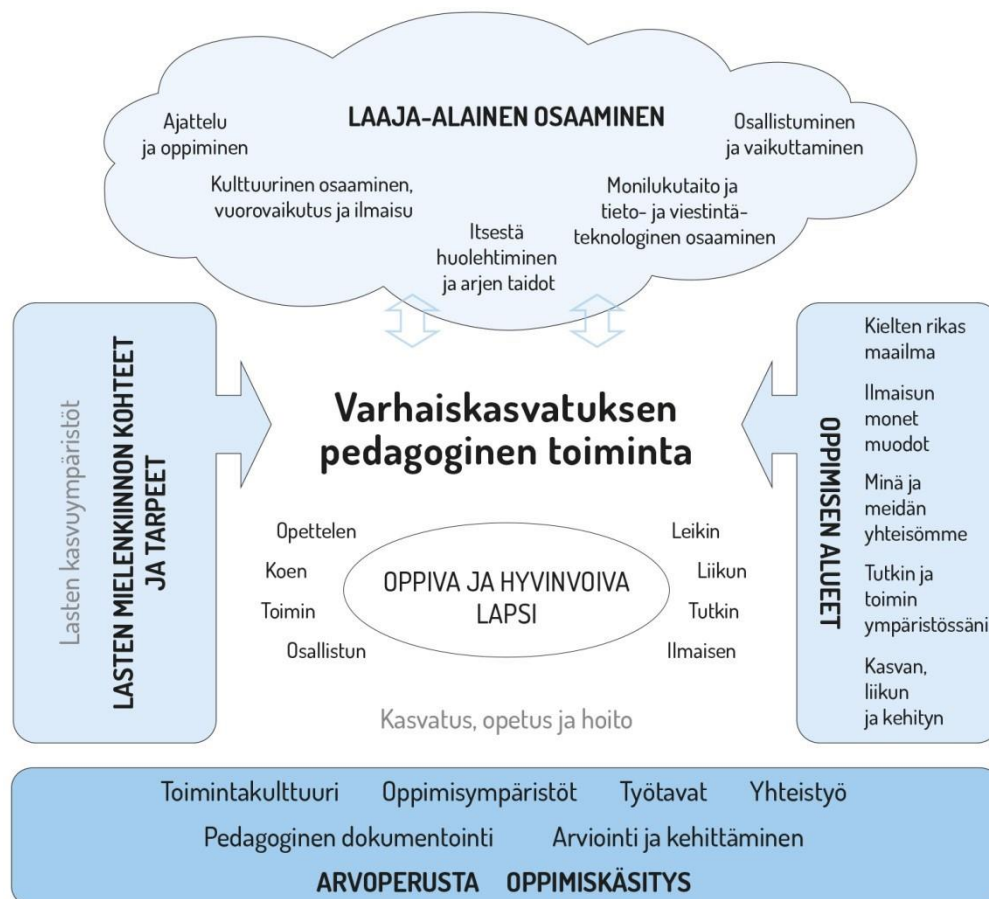 LAAJA-ALAINEN OSAAMINEN
Ajattelu
ja oppiminen
Osallistuminen
ja vaikuttaminen
Kulttuurinen osaaminen,
vuorovaikutus ja ilmaisu
Monilukutaito ja
tieto- ja viestintä-
teknologinen osaaminen
Itsestä
huolehtiminen
ja arjen taidot
Lasten kasvuympäristöt
LASTEN MIELENKIINNON KOHTEET
JA TARPEET
Varhaiskasvatuksen
pedagoginen toiminta
Opettelen
Koen
Toimin
Osallistun
OPPIVA JA HYVINVOIVA
LAPSI
Leikin
Liikun
Tutkin
Ilmaisen
Kasvatus, opetus ja hoito
OPPIMISEN ALUEET
Kielten rikas
maailma
Ilmaisun
monet
muodot
Minä ja
meidän
yhteisömme
Tutkin ja
toimin
ympäristössäni
Kasvan,
liikun
ja kehityn
Toimintakulttuuri Oppimisympäristöt Työtavat Yhteistyö
Pedagoginen dokumentointi Arviointi ja kehittäminen
ARVOPERUSTA OPPIMISKÄSITYS